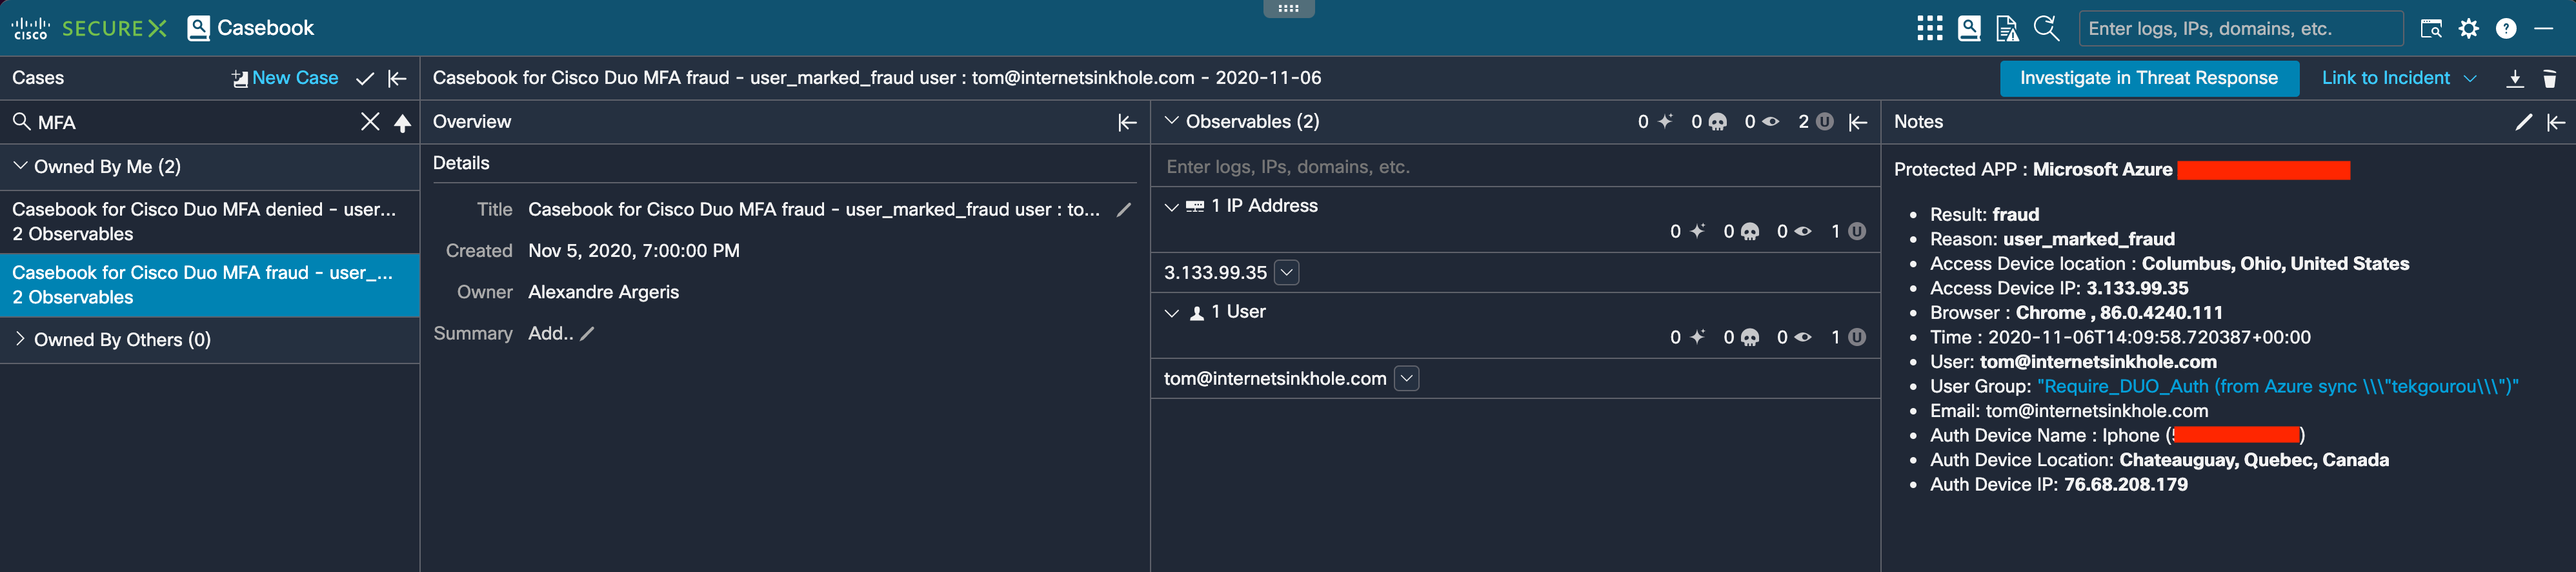 cisco SECUREX Casebook
Enter logs, IPs, domains, etc.
Cases
New Case
Casebook for Cisco Duo MFA fraud - user_marked_fraud user : tom@internetsinkhole.com - 2020-11-06
Investigate in Threat Response
Link to Incident
MFA
Owned By Me (2)
Casebook for Cisco Duo MFA denied - user...
2 Observables
Casebook for Cisco Duo MFA fraud - user_...
2 Observables
Owned By Others (0)
Overview
Details
Title Casebook for Cisco Duo MFA fraud - user_marked_fraud user : to...
Created Nov 5, 2020, 7:00:00 PM
Owner Alexandre Argeris
Summary Add..
Observables (2)
0 0 0 2 U
Enter logs, IPs, domains, etc.
1 IP Address
0 0 0 1 U
3.133.99.35
1 User
0 0 0 1 U
tom@internetsinkhole.com
Notes
Protected APP : Microsoft Azure
• Result: fraud
• Reason: user_marked_fraud
• Access Device location : Columbus, Ohio, United States
• Access Device IP: 3.133.99.35
• Browser : Chrome , 86.0.4240.111
• Time : 2020-11-06T14:09:58.720387+00:00
• User: tom@internetsinkhole.com
• User Group: "Require_DUO_Auth (from Azure sync \\\"tekgourou\\\")"
• Email: tom@internetsinkhole.com
• Auth Device Name : Iphone ( )
• Auth Device Location: Chateauguay, Quebec, Canada
• Auth Device IP: 76.68.208.179